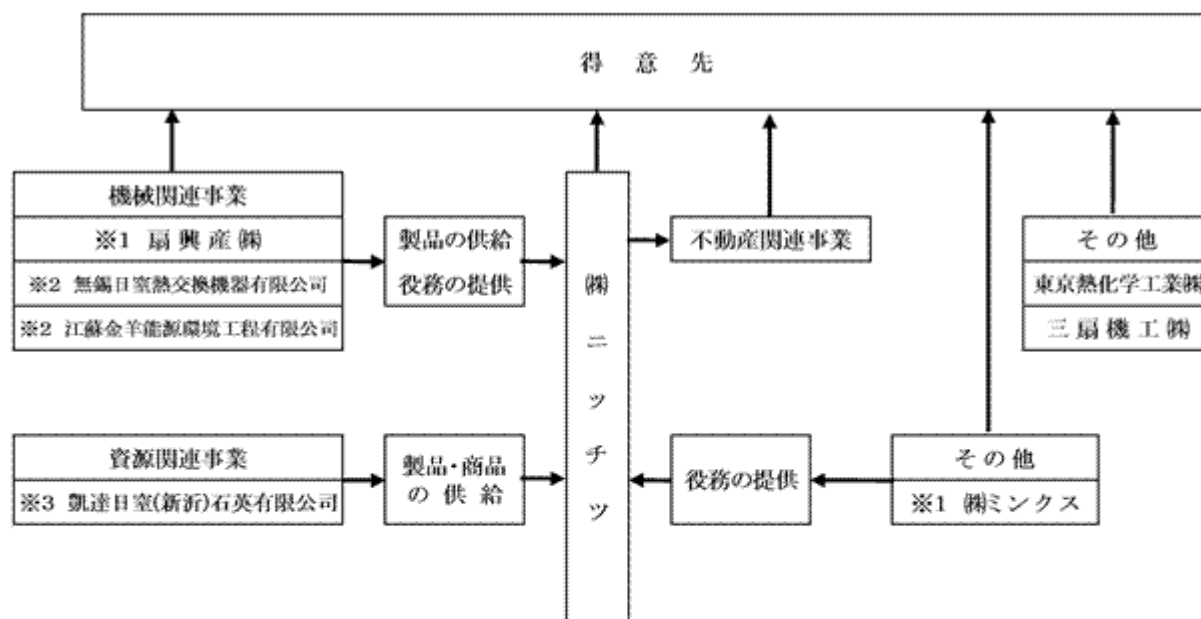 得意先
機械関連事業
※1 扇興産㈱
※2 無錫日室熱交換機器有限公司
※2 江蘇金羊能源環境工程有限公司
製品の供給
役務の提供
㈱ニッチツ
不動産関連事業
その他
東京熱化学工業㈱
三扇機工㈱
資源関連事業
※3 凱達日室(新沂)石英有限公司
製品・商品
の供給
役務の提供
その他
※1 ㈱ミンクス